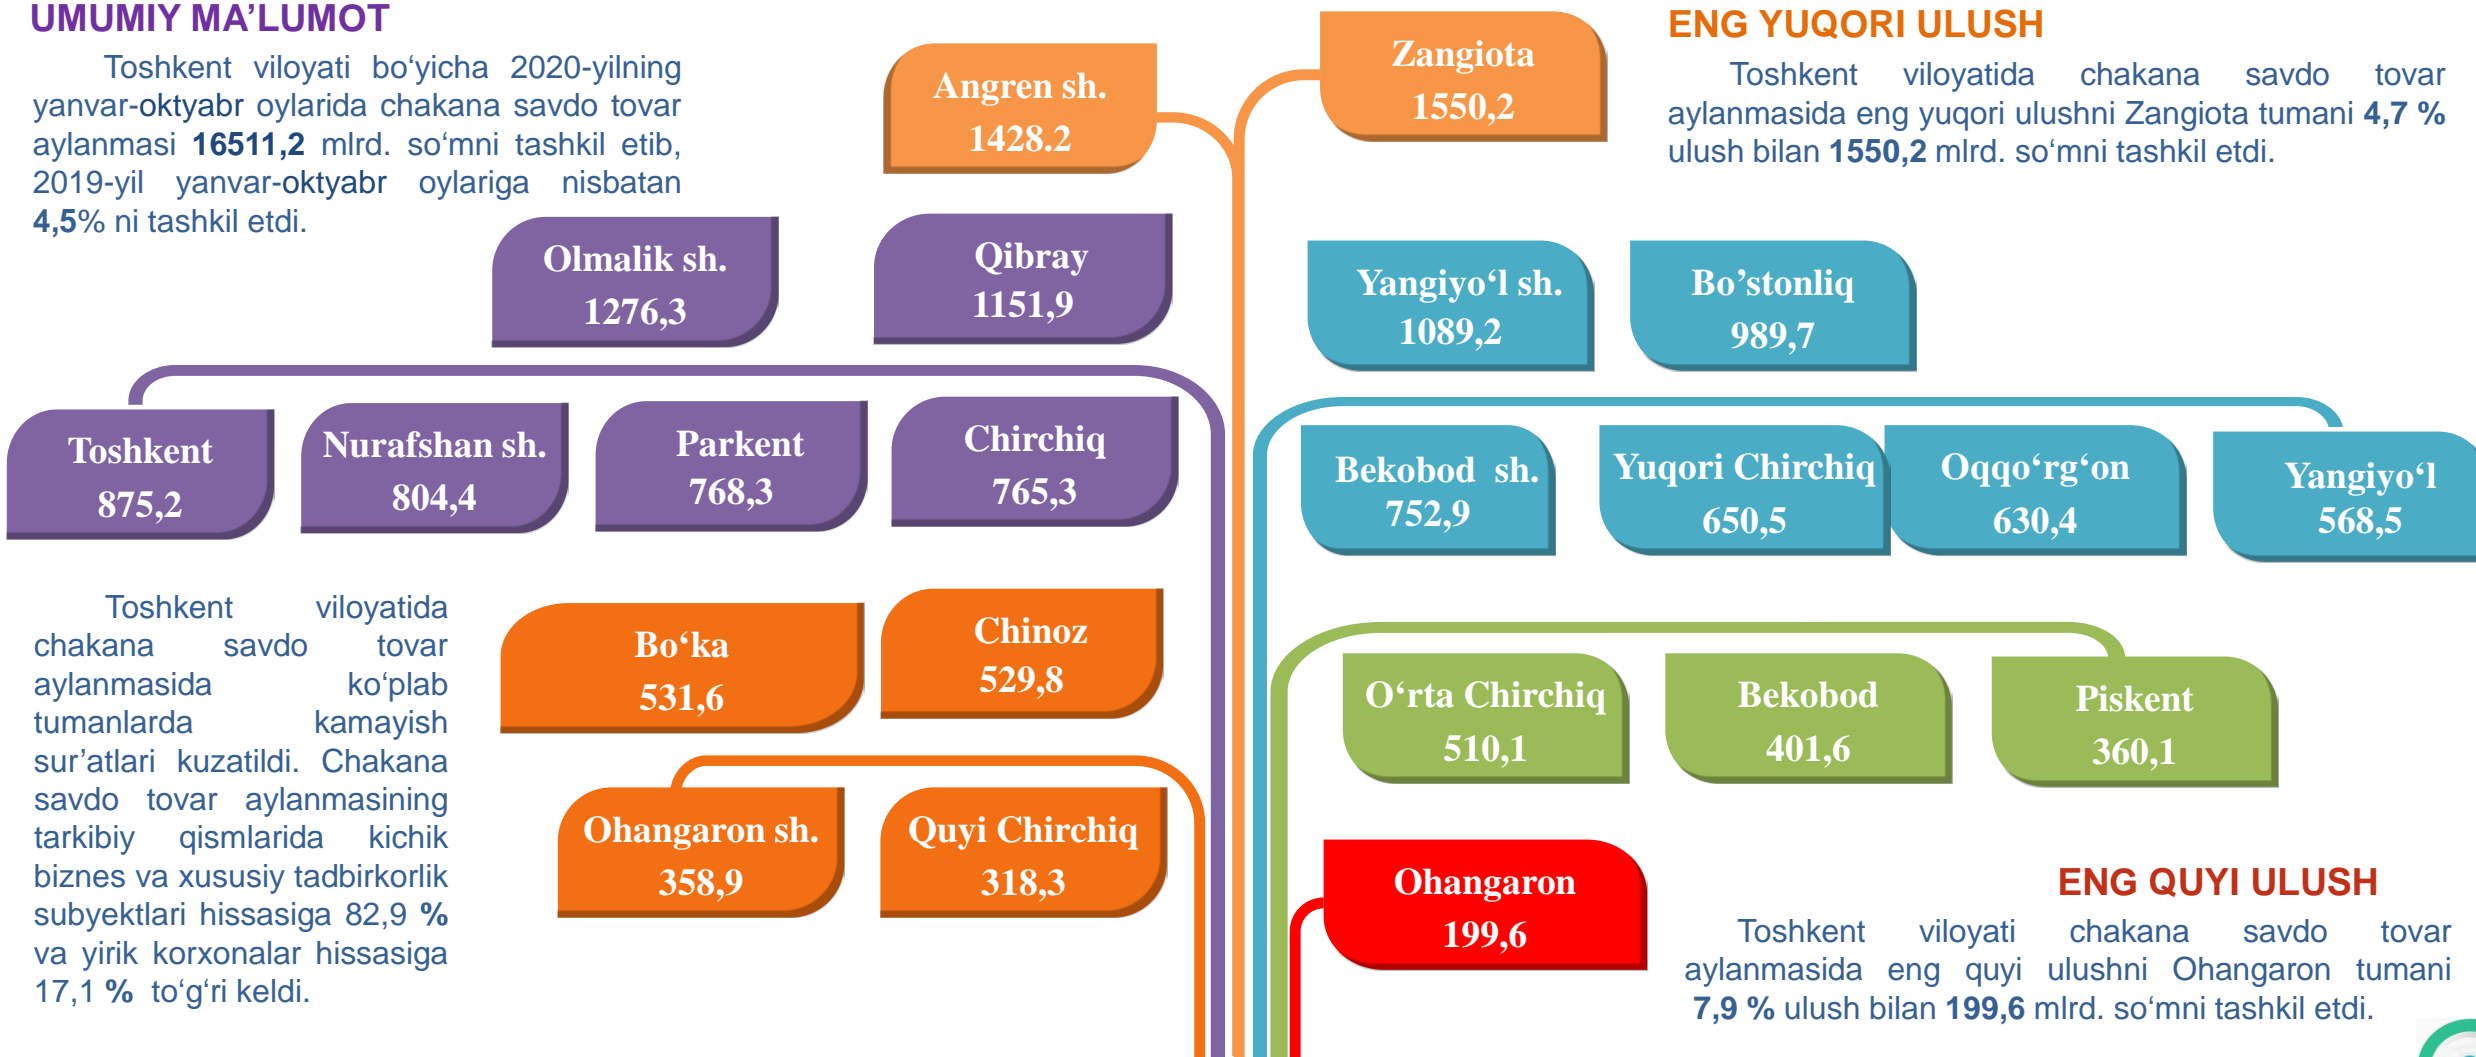 UMUMIY MA’LUMOT
Toshkent viloyati bo‘yicha 2020-yilning
yanvar-oktyabr oylarida chakana savdo tovar
aylanmasi 16511,2 mlrd. so‘mni tashkil etib,
2019-yil yanvar-oktyabr oylariga nisbatan
4,5% ni tashkil etdi.
Angren sh.
1428.2
Zangiota
1550,2
ENG YUQORI ULUSH
Toshkent viloyatida chakana savdo tovar
aylanmasida eng yuqori ulushni Zangiota tumani 4,7 %
ulush bilan 1550,2 mlrd. so‘mni tashkil etdi.
Olmalik sh.
1276,3
Qibray
1151,9
Yangiyo‘l sh.
1089,2
Bo’stonliq
989,7
Toshkent
875,2
Nurafshan sh.
804,4
Parkent
768,3
Chirchiq
765,3
Bekobod sh.
752,9
Yuqori Chirchiq
650,5
Oqqo‘rg‘on
630,4
Yangiyo‘l
568,5
Toshkent viloyatida
chakana savdo tovar
aylanmasida ko‘plab
tumanlarda kamayish
sur’atlari kuzatildi. Chakana
savdo tovar aylanmasining
tarkibiy qismlarida kichik
biznes va xususiy tadbirkorlik
subyektlari hissasiga 82,9 %
va yirik korxonalar hissasiga
17,1 % to‘g‘ri keldi.
Bo‘ka
531,6
Chinoz
529,8
O‘rta Chirchiq
510,1
Bekobod
401,6
Piskent
360,1
Ohangaron sh.
358,9
Quyi Chirchiq
318,3
Ohangaron
199,6
ENG QUYI ULUSH
Toshkent viloyati chakana savdo tovar
aylanmasida eng quyi ulushni Ohangaron tumani
7,9 % ulush bilan 199,6 mlrd. so‘mni tashkil etdi.